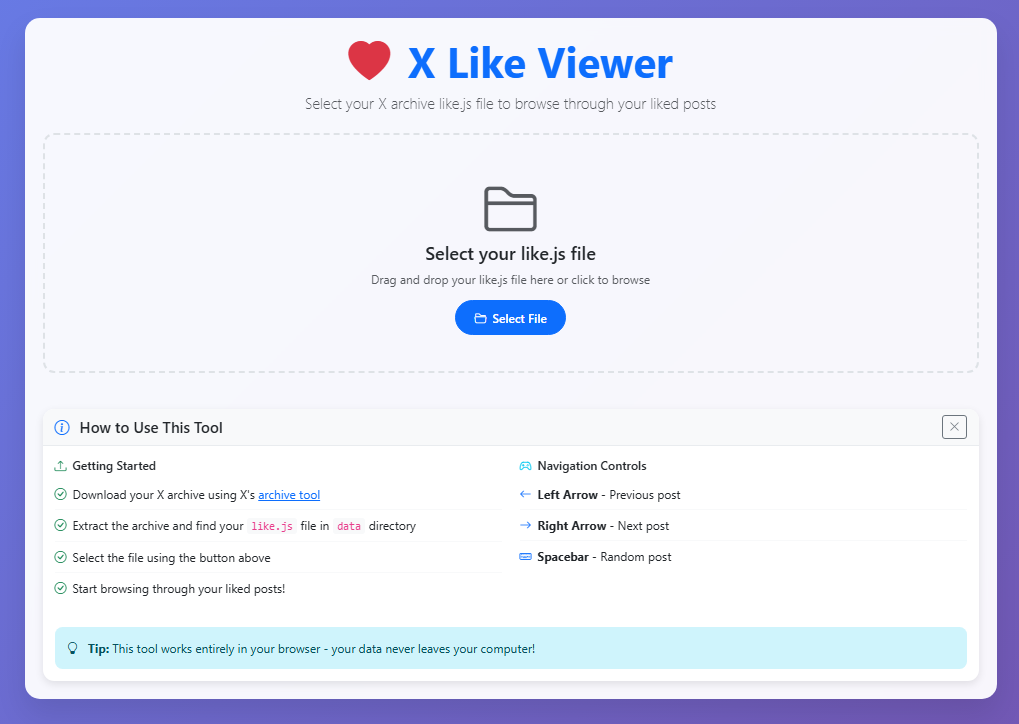 X Like Viewer
Select your X archive like.js file to browse through your liked posts
Select your like.js file
Drag and drop your like.js file here or click to browse
Select File
How to Use This Tool
Getting Started
Download your X archive using X's archive tool
Extract the archive and find your like.js file in data directory
Select the file using the button above
Start browsing through your liked posts!
Navigation Controls
Left Arrow - Previous post
Right Arrow - Next post
Spacebar - Random post
Tip: This tool works entirely in your browser - your data never leaves your computer!